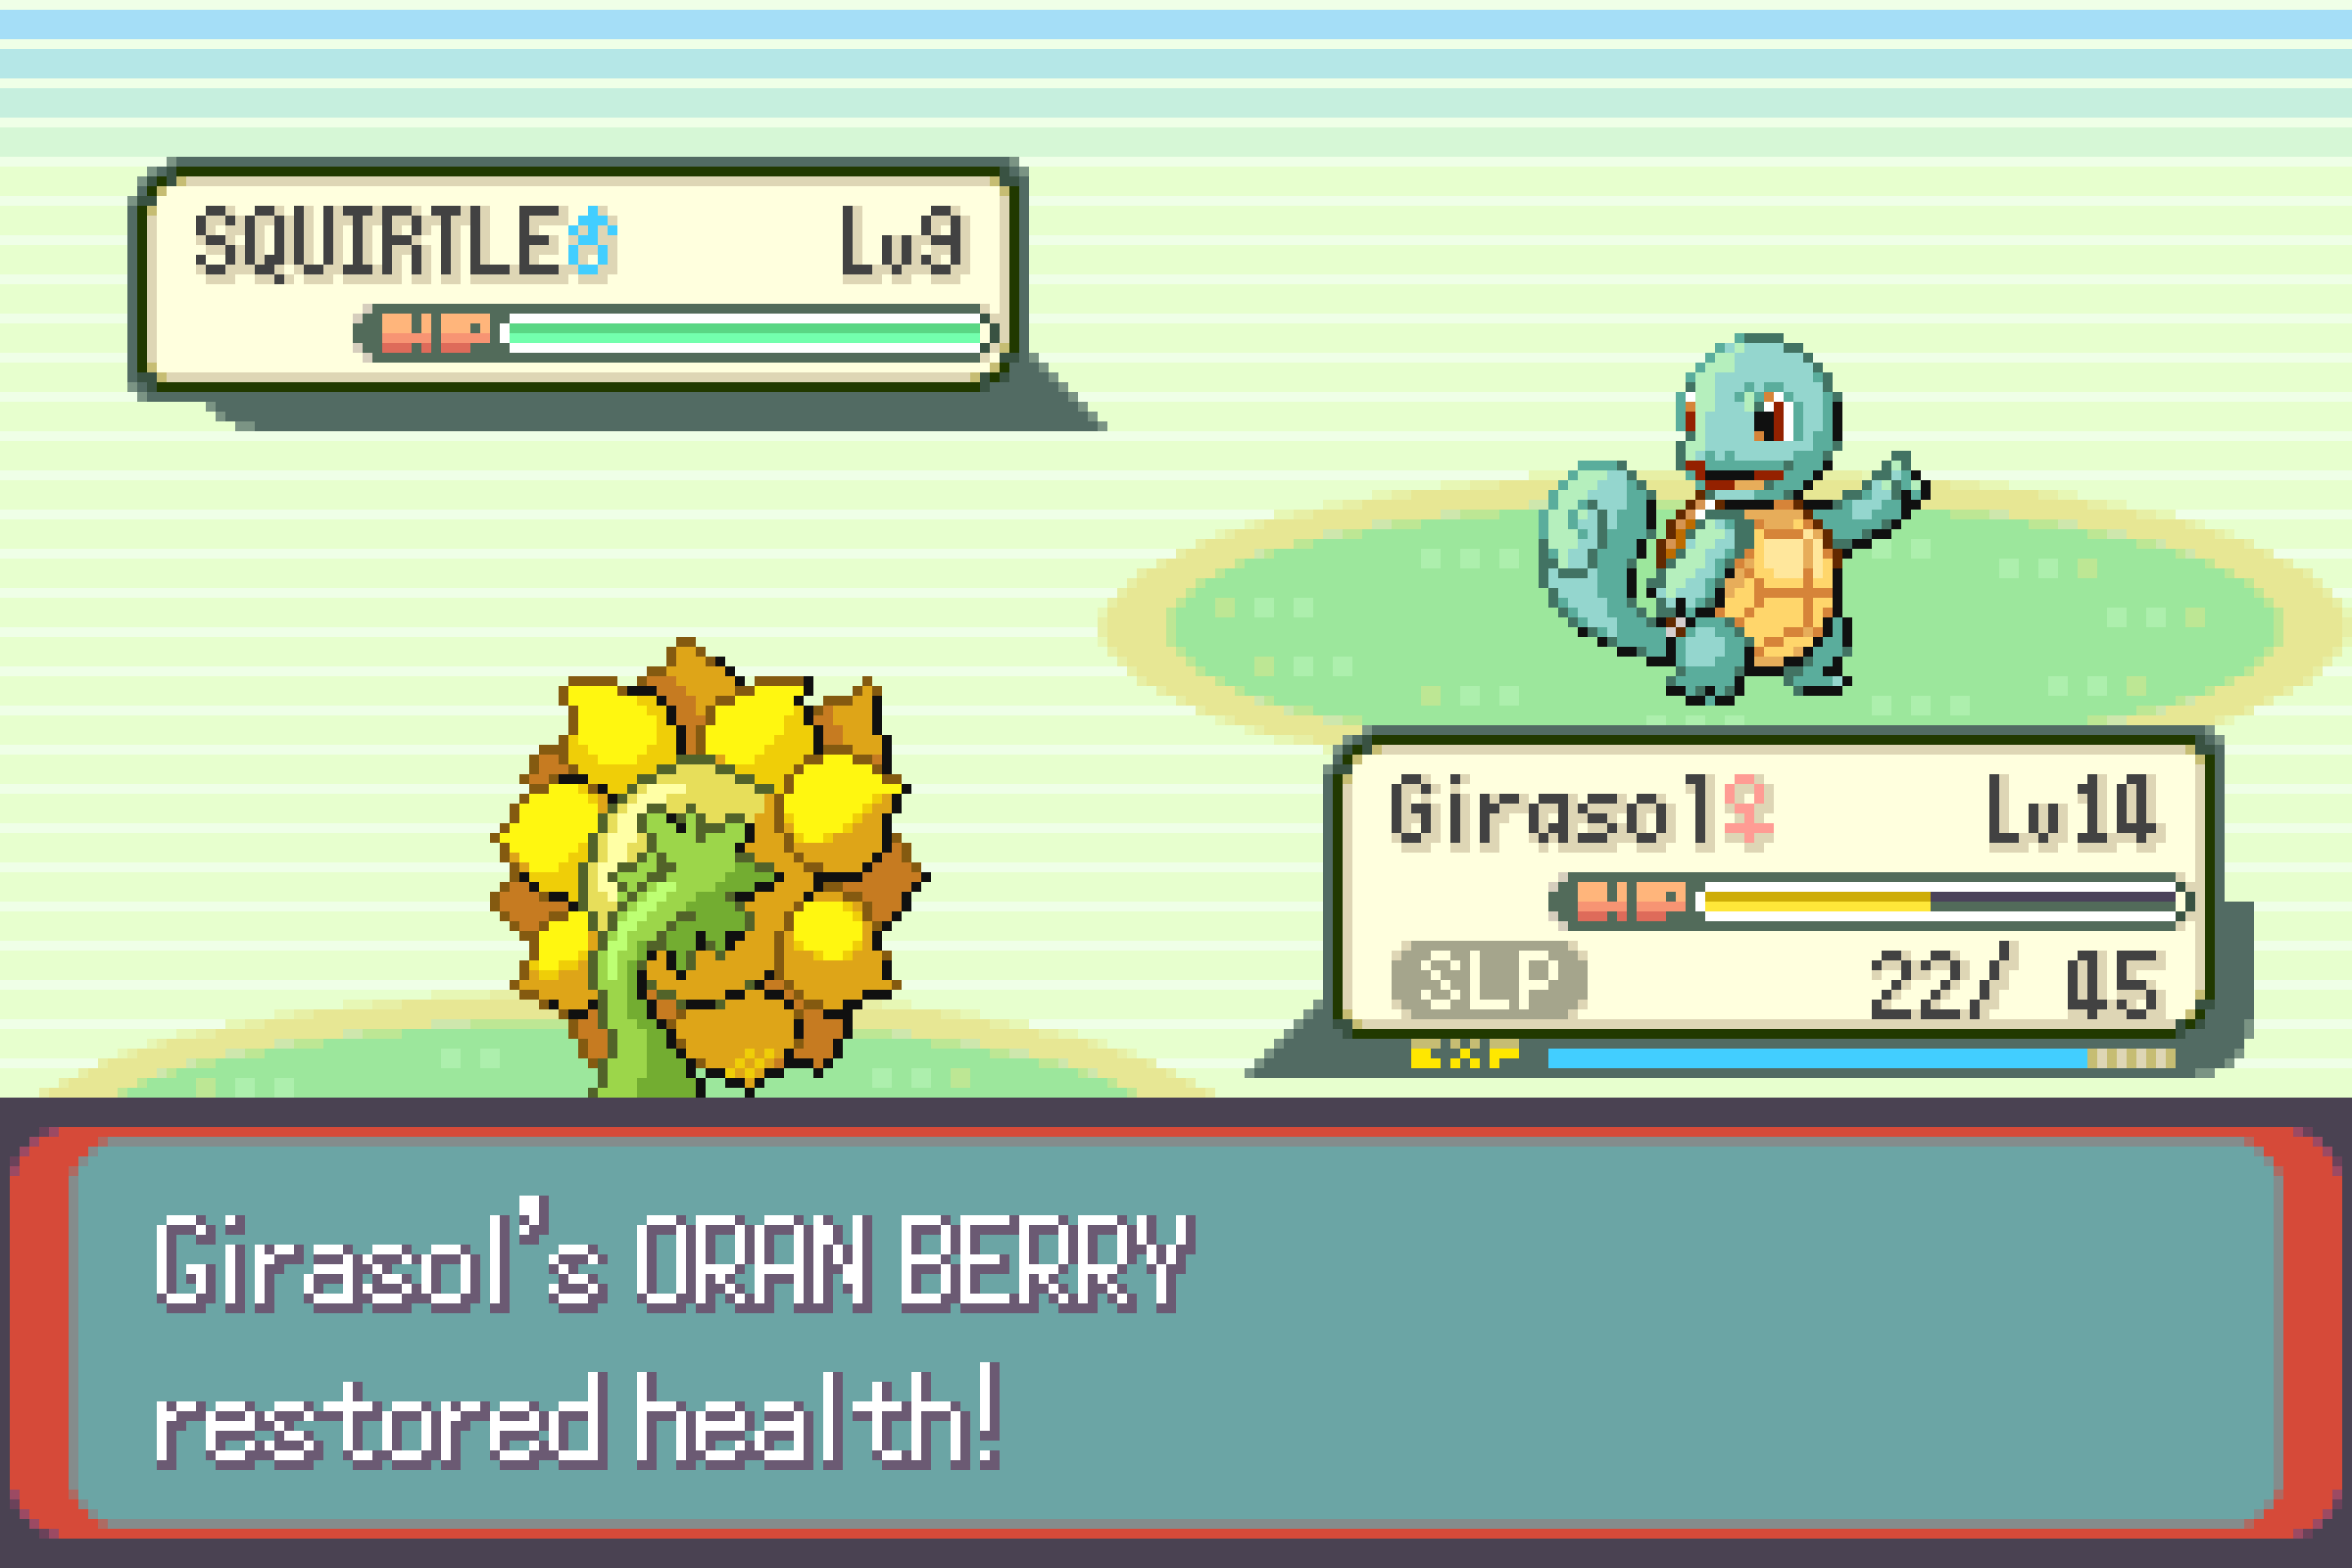 SQUIRTLE♂ Lv9
HP
Girasol♀ Lv14
HP
SLP 22/ 45
EXP
Girasol's ORAN BERRY
restored health!